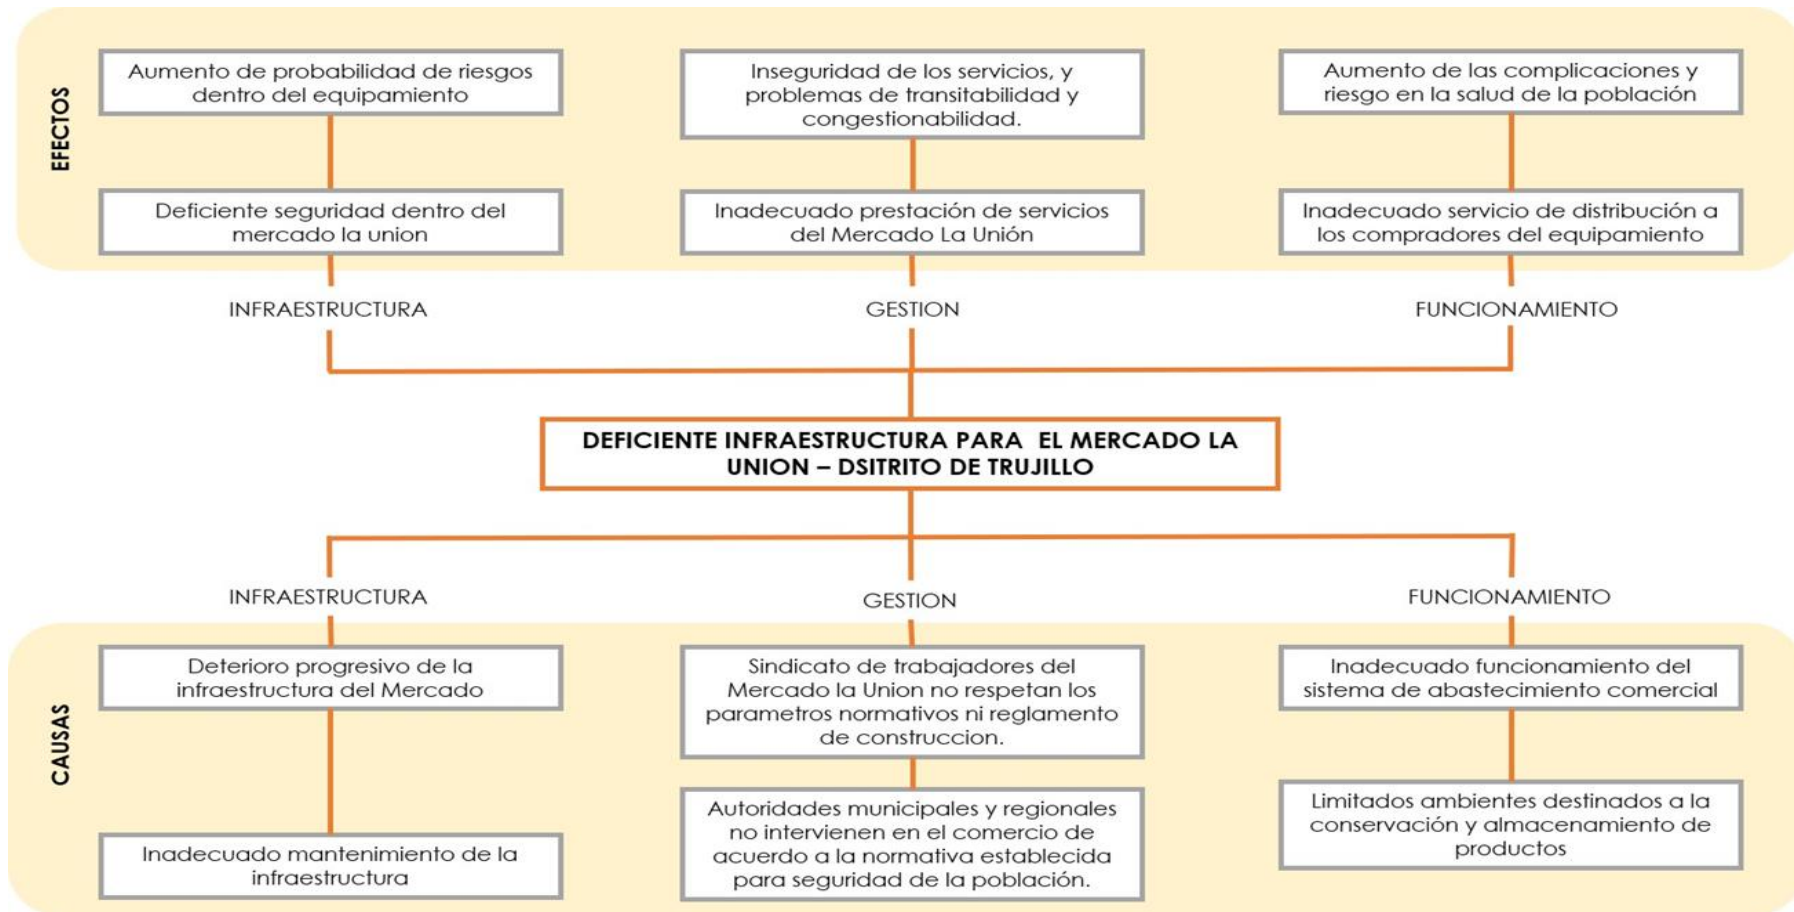 EFECTOS
Aumento de probabilidad de riesgos
dentro del equipamiento
Inseguridad de los servicios, y
problemas de transitabilidad y
congestionabilidad.
Aumento de las complicaciones y
riesgo en la salud de la población
Deficiente seguridad dentro del
mercado la union
Inadecuado prestación de servicios
del Mercado La Unión
Inadecuado servicio de distribución a
los compradores del equipamiento
INFRAESTRUCTURA
GESTION
FUNCIONAMIENTO
DEFICIENTE INFRAESTRUCTURA PARA EL MERCADO LA
UNION – DSITRITO DE TRUJILLO
INFRAESTRUCTURA
GESTION
FUNCIONAMIENTO
CAUSAS
Deterioro progresivo de la
infraestructura del Mercado
Sindicato de trabajadores del
Mercado la Union no respetan los
parametros normativos ni reglamento
de construccion.
Inadecuado funcionamiento del
sistema de abastecimiento comercial
Inadecuado mantenimiento de la
infraestructura
Autoridades municipales y regionales
no intervienen en el comercio de
acuerdo a la normativa establecida
para seguridad de la población.
Limitados ambientes destinados a la
conservación y almacenamiento de
productos